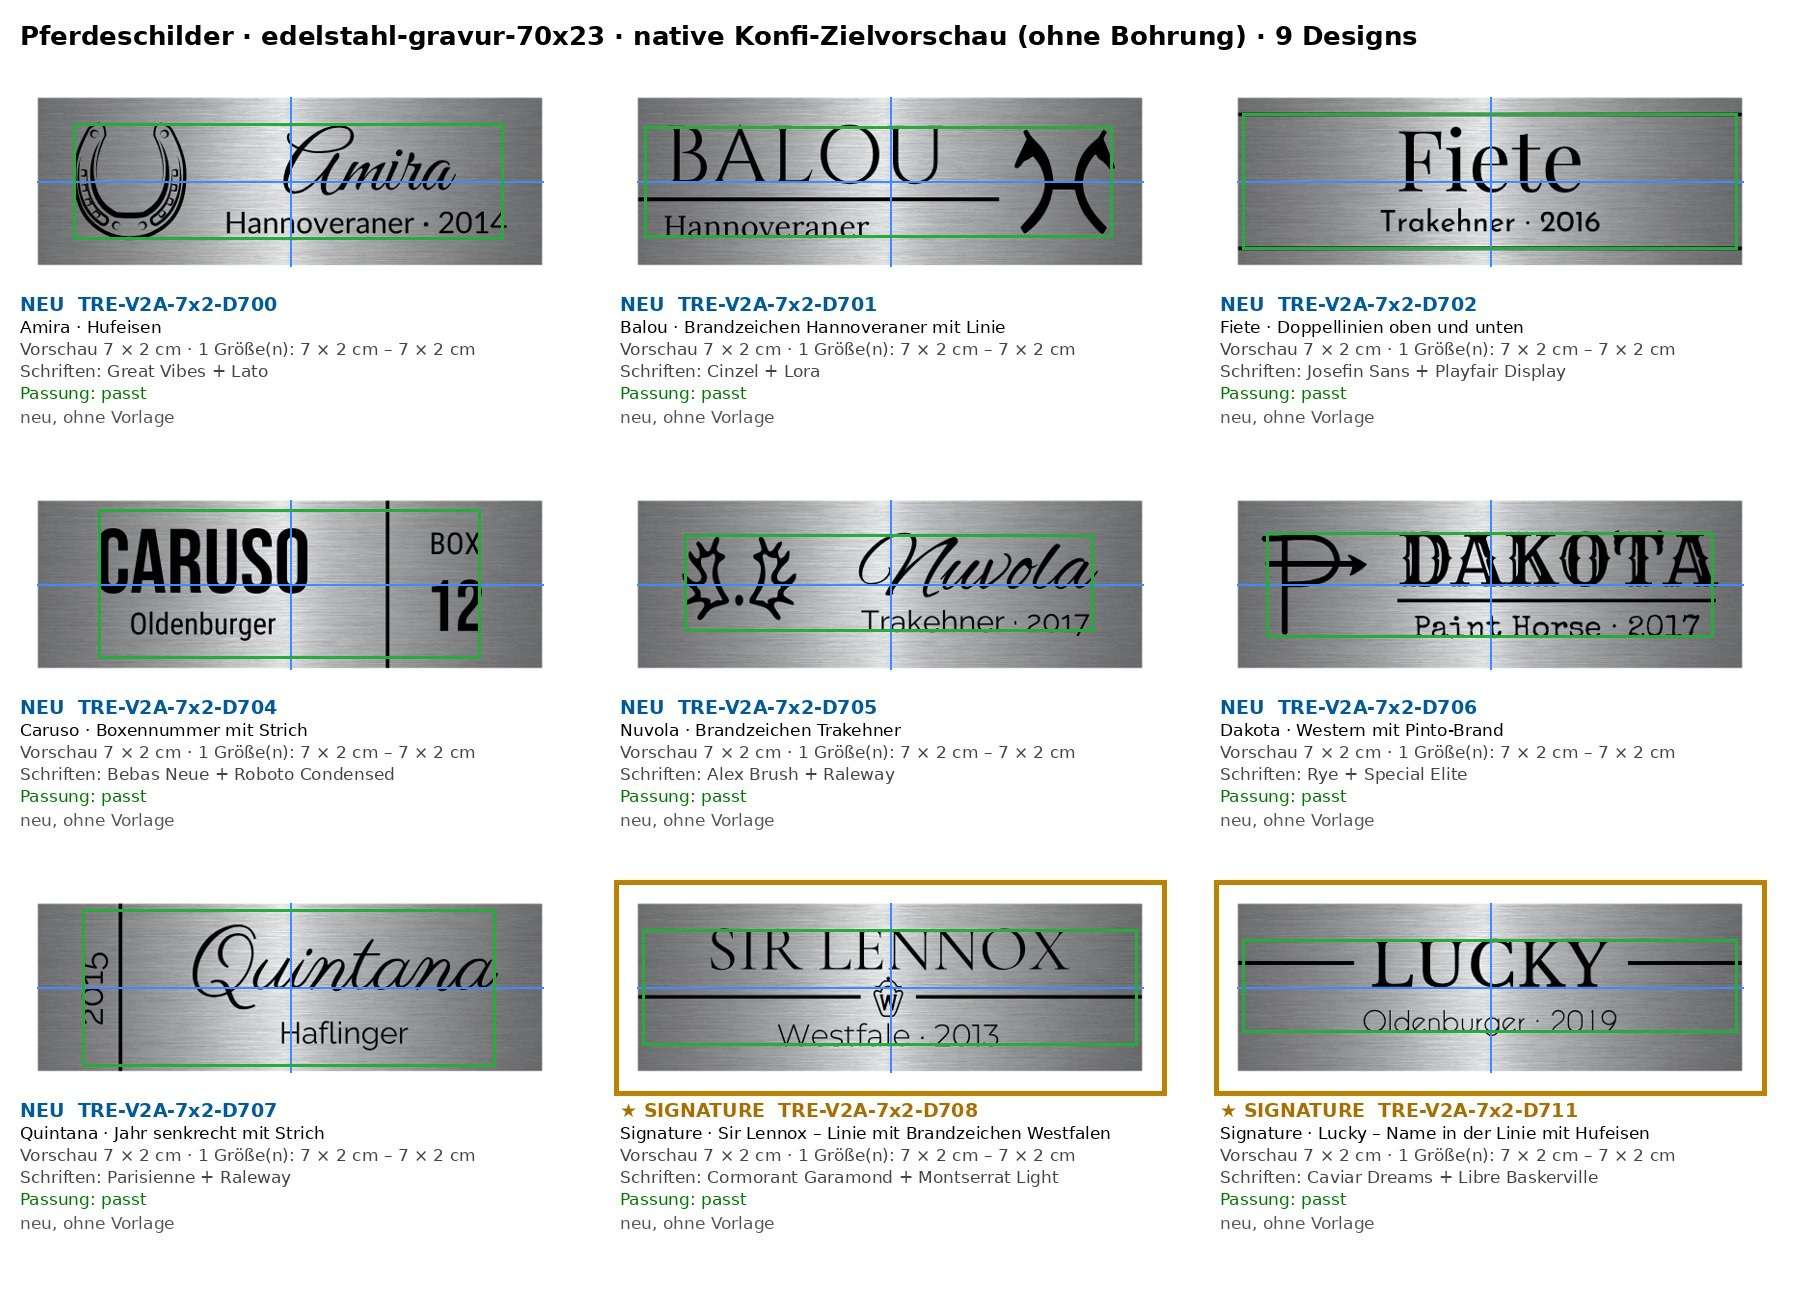 Pferdeschilder · edelstahl-gravur-70x23 · native Konfi-Zielvorschau (ohne Bohrung) · 9 Designs
Amira
Hannoveraner · 2014
NEU TRE-V2A-7x2-D700
Amira · Hufeisen
Vorschau 7 × 2 cm · 1 Größe(n): 7 × 2 cm – 7 × 2 cm
Schriften: Great Vibes + Lato
Passung: passt
neu, ohne Vorlage
BALOU
Hannoveraner
NEU TRE-V2A-7x2-D701
Balou · Brandzeichen Hannoveraner mit Linie
Vorschau 7 × 2 cm · 1 Größe(n): 7 × 2 cm – 7 × 2 cm
Schriften: Cinzel + Lora
Passung: passt
neu, ohne Vorlage
Fiete
Trakehner · 2016
NEU TRE-V2A-7x2-D702
Fiete · Doppellinien oben und unten
Vorschau 7 × 2 cm · 1 Größe(n): 7 × 2 cm – 7 × 2 cm
Schriften: Josefin Sans + Playfair Display
Passung: passt
neu, ohne Vorlage
CARUSO
Oldenburger
BOX
12
NEU TRE-V2A-7x2-D704
Caruso · Boxennummer mit Strich
Vorschau 7 × 2 cm · 1 Größe(n): 7 × 2 cm – 7 × 2 cm
Schriften: Bebas Neue + Roboto Condensed
Passung: passt
neu, ohne Vorlage
Nuvola
Trakehner · 2017
NEU TRE-V2A-7x2-D705
Nuvola · Brandzeichen Trakehner
Vorschau 7 × 2 cm · 1 Größe(n): 7 × 2 cm – 7 × 2 cm
Schriften: Alex Brush + Raleway
Passung: passt
neu, ohne Vorlage
DAKOTA
Paint Horse · 2017
NEU TRE-V2A-7x2-D706
Dakota · Western mit Pinto-Brand
Vorschau 7 × 2 cm · 1 Größe(n): 7 × 2 cm – 7 × 2 cm
Schriften: Rye + Special Elite
Passung: passt
neu, ohne Vorlage
2015
Quintana
Haflinger
NEU TRE-V2A-7x2-D707
Quintana · Jahr senkrecht mit Strich
Vorschau 7 × 2 cm · 1 Größe(n): 7 × 2 cm – 7 × 2 cm
Schriften: Parisienne + Raleway
Passung: passt
neu, ohne Vorlage
SIR LENNOX
W
Westfale · 2013
★ SIGNATURE TRE-V2A-7x2-D708
Signature · Sir Lennox – Linie mit Brandzeichen Westfalen
Vorschau 7 × 2 cm · 1 Größe(n): 7 × 2 cm – 7 × 2 cm
Schriften: Cormorant Garamond + Montserrat Light
Passung: passt
neu, ohne Vorlage
LUCKY
Oldenburger · 2019
★ SIGNATURE TRE-V2A-7x2-D711
Signature · Lucky – Name in der Linie mit Hufeisen
Vorschau 7 × 2 cm · 1 Größe(n): 7 × 2 cm – 7 × 2 cm
Schriften: Caviar Dreams + Libre Baskerville
Passung: passt
neu, ohne Vorlage